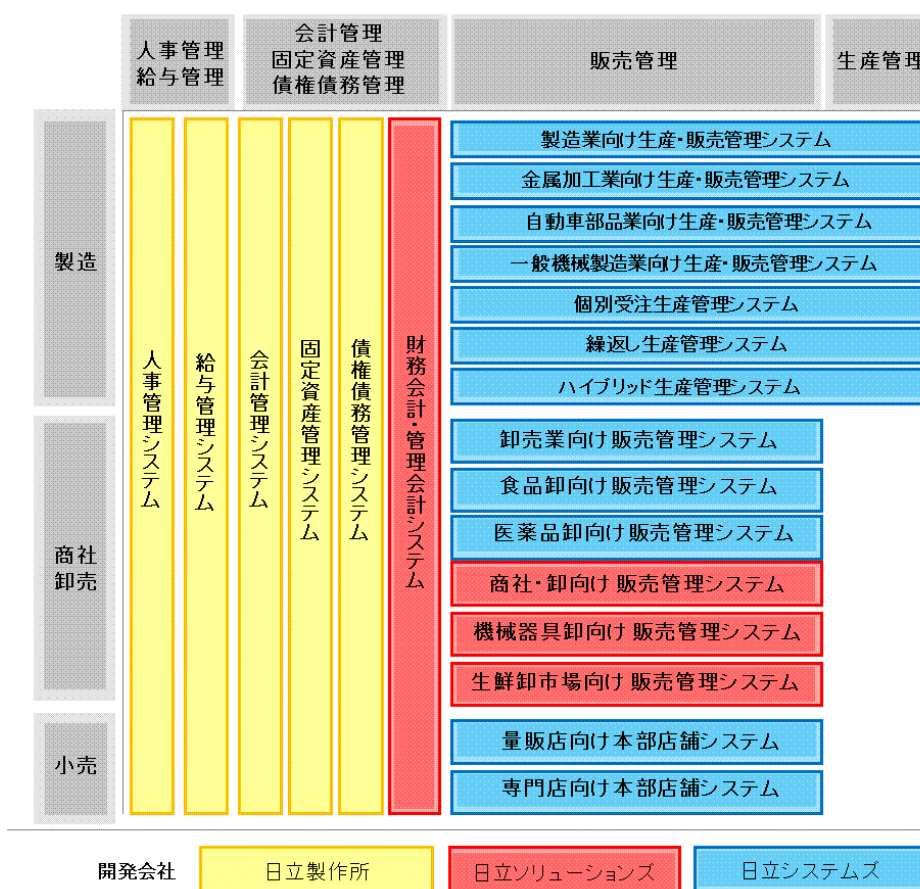 人事管理
給与管理
会計管理
固定資産管理
債権債務管理
販売管理
生産管理
製造
商社
卸売
小売
人事管理システム
給与管理システム
会計管理システム
固定資産管理システム
債権債務管理システム
財務会計・管理会計システム
製造業向け生産・販売管理システム
金属加工業向け生産・販売管理システム
自動車部品業向け生産・販売管理システム
一般機械製造業向け生産・販売管理システム
個別受注生産管理システム
繰返し生産管理システム
ハイブリッド生産管理システム
卸売業向け販売管理システム
食品卸向け販売管理システム
医薬品卸向け販売管理システム
商社・卸向け 販売管理システム
機械器具卸向け 販売管理システム
生鮮卸市場向け 販売管理システム
量販店向け本部店舗システム
専門店向け本部店舗システム
開発会社
日立製作所
日立ソリューションズ
日立システムズ